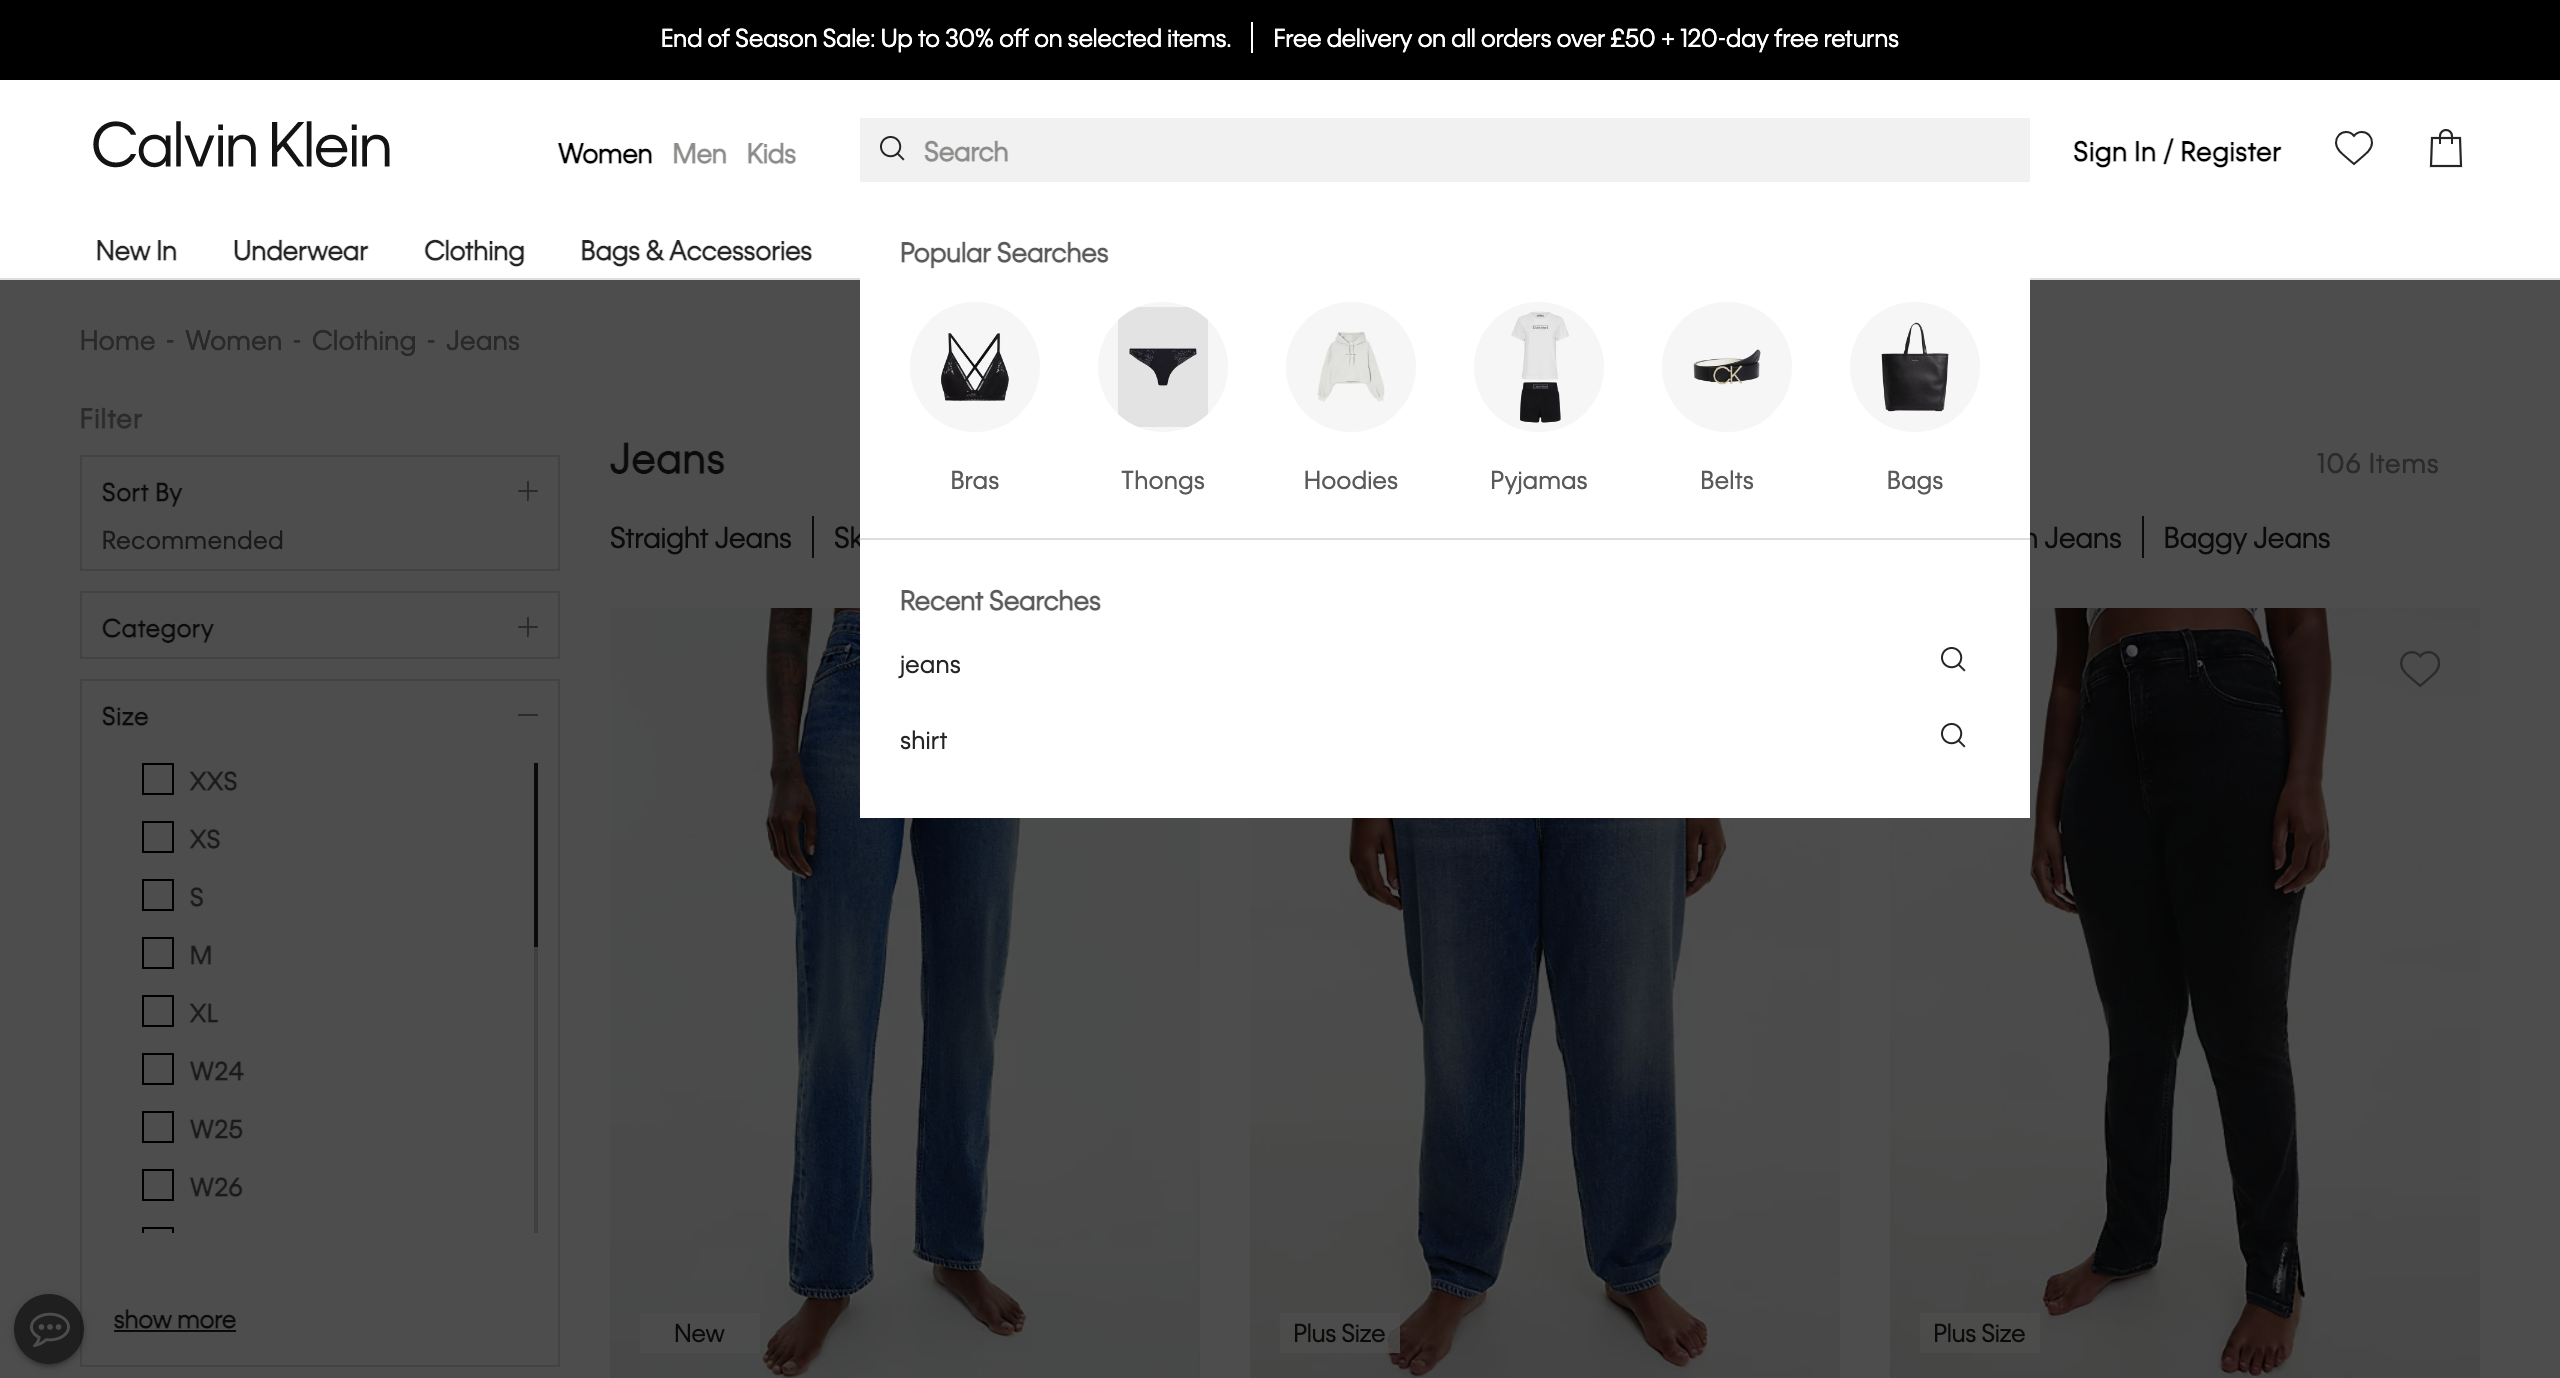 End of Season Sale: Up to 30% off on selected items. | Free delivery on all orders over £50 + 120-day free returns
Calvin Klein
Women Men Kids
Search
Sign In / Register
New In Underwear Clothing Bags & Accessories
Popular Searches
Bras Thongs Hoodies Pyjamas Belts Bags
CK
Recent Searches
jeans
shirt
Home - Women - Clothing - Jeans
Filter
Sort By
Recommended
Category
Size
XXS
XS
S
M
XL
W24
W25
W26
show more
Jeans
106 Items
Straight Jeans
Jeans | Baggy Jeans
New
Plus Size
Plus Size